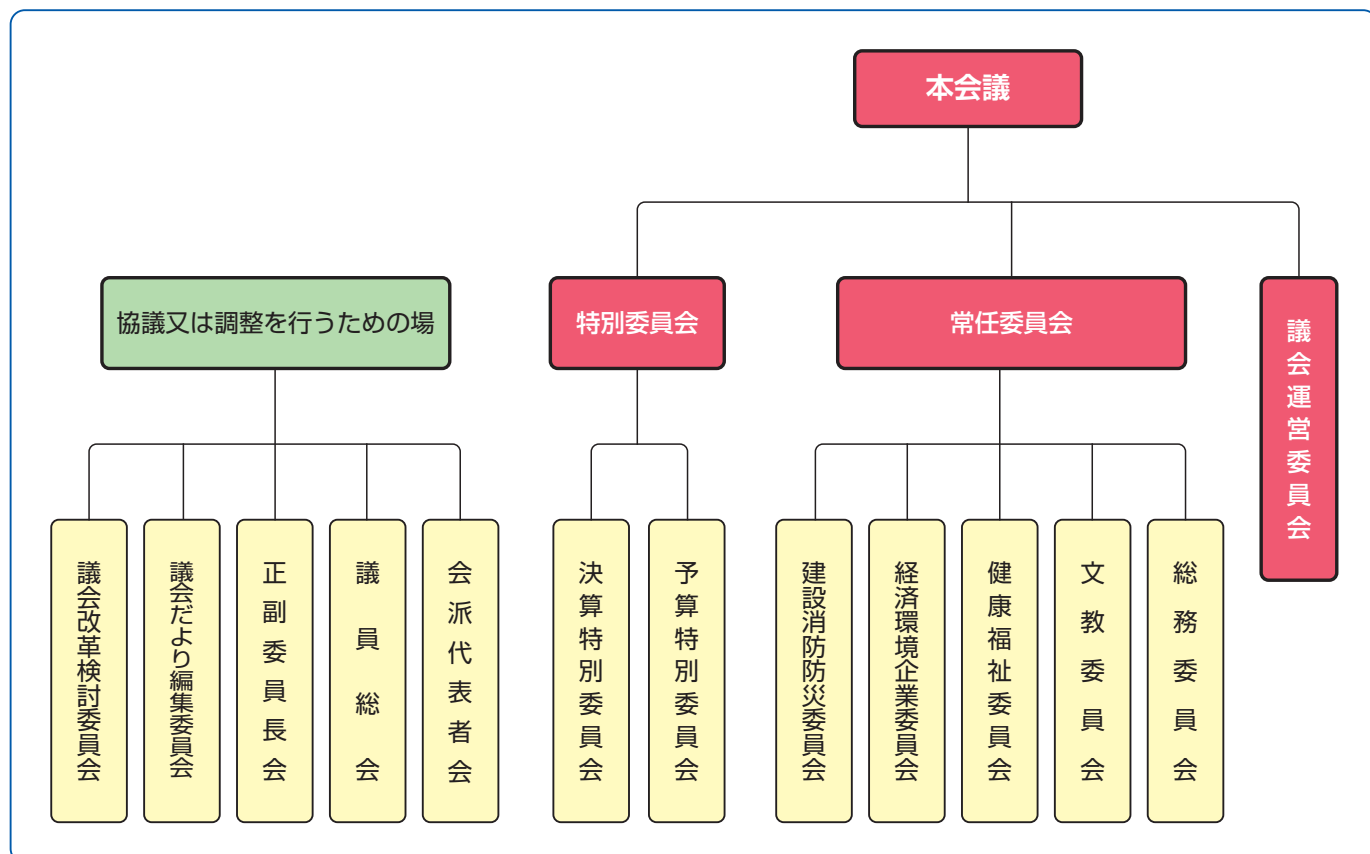 本会議
協議又は調整を行うための場
特別委員会
常任委員会
議会運営委員会
議会改革検討委員会
議会だより編集委員会
正副委員長会
議員総会
会派代表者会
決算特別委員会
予算特別委員会
建設消防防災委員会
経済環境企業委員会
健康福祉委員会
文教委員会
総務委員会